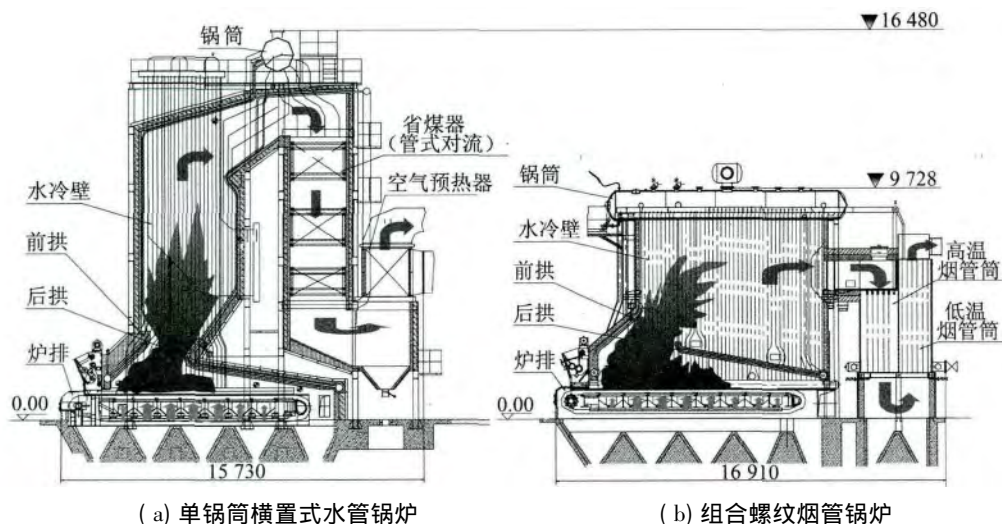 16 480
锅筒
省煤器
(管式对流)
空气预热器
水冷壁
前拱
后拱
炉排
0.00
15 730
(a) 单锅筒横置式水管锅炉
9 728
锅筒
水冷壁
前拱
后拱
炉排
高温
烟管筒
低温
烟管筒
0.00
16 910
(b) 组合螺纹烟管锅炉